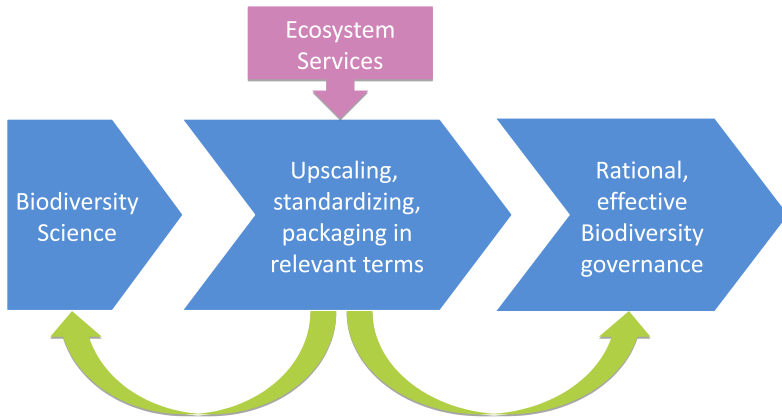 Ecosystem
Services
Biodiversity
Science
Upscaling,
standardizing,
packaging in
relevant terms
Rational,
effective
Biodiversity
governance